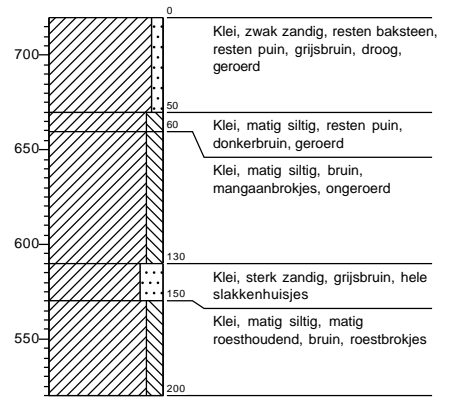 0
Klei, zwak zandig, resten baksteen,
resten puin, grijsbruin, droog,
geroerd
700
50
Klei, matig siltig, resten puin,
donkerbruin, geroerd
60
650
Klei, matig siltig, bruin,
mangaanbrokjes, ongeroerd
600
130
Klei, sterk zandig, grijsbruin, hele
slakkenhuisjes
150
Klei, matig siltig, matig
roesthoudend, bruin, roestbrokjes
550
200